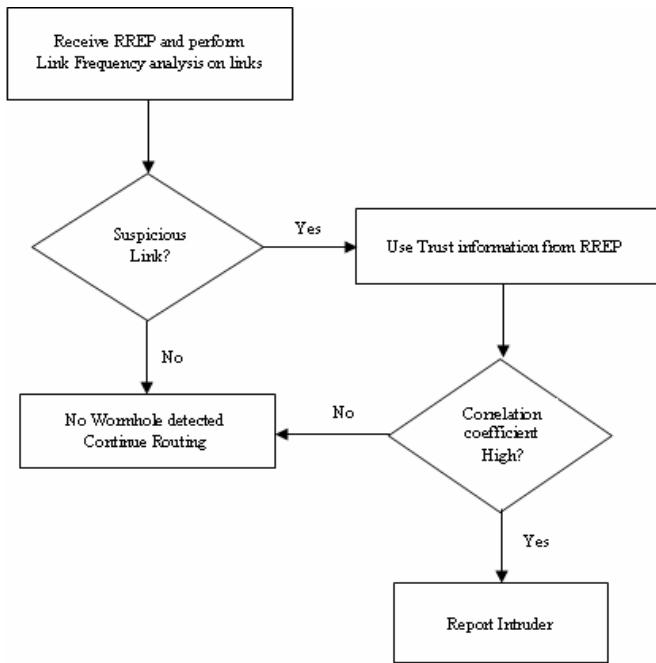 Receive RREP and perform
Link Frequency analysis on links
Suspicious
Link?
Yes
Use Trust information from RREP
No
No Wormhole detected
Continue Routing
No
Correlation
coefficient
High?
Yes
Report Intruder